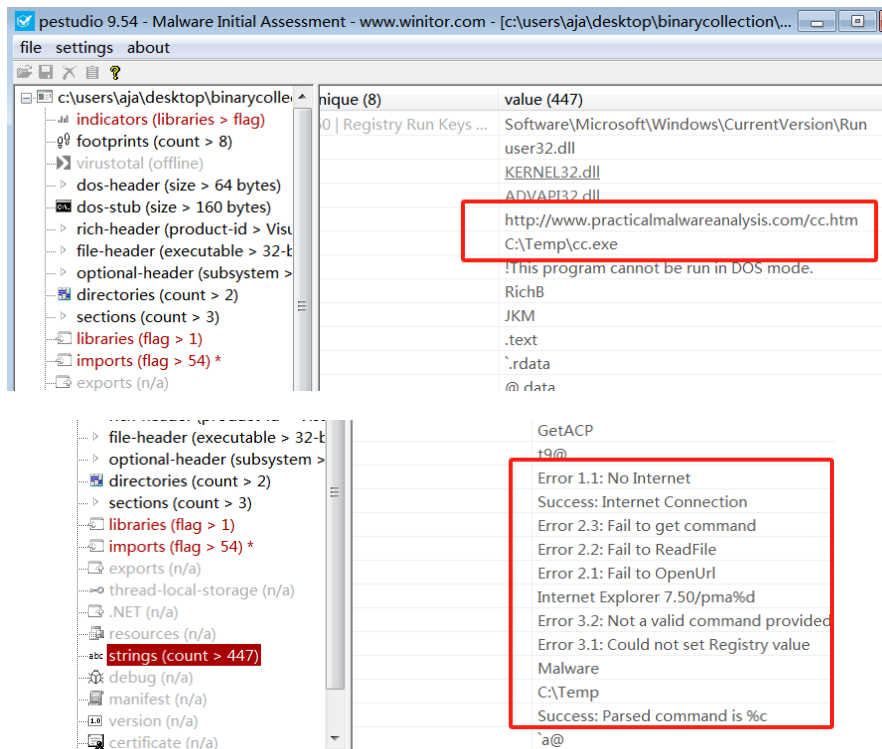 pestudio 9.54 - Malware Initial Assessment - www.winitor.com - [c:\users\aja\desktop\binarycollection\...
file settings about
c:\users\aja\desktop\binarycolle
indicators (libraries > flag)
footprints (count > 8)
virustotal (offline)
dos-header (size > 64 bytes)
dos-stub (size > 160 bytes)
rich-header (product-id > Visu
file-header (executable > 32-b
optional-header (subsystem >
directories (count > 2)
sections (count > 3)
libraries (flag > 1)
imports (flag > 54) *
exports (n/a)
nique (8)
value (447)
0 | Registry Run Keys ...
Software\Microsoft\Windows\CurrentVersion\Run
user32.dll
KERNEL32.dll
ADVAPI32.dll
http://www.practicalmalwareanalysis.com/cc.htm
C:\Temp\cc.exe
!This program cannot be run in DOS mode.
RichB
JKM
.text
`.rdata
@.data
file-header (executable > 32-b
optional-header (subsystem >
directories (count > 2)
sections (count > 3)
libraries (flag > 1)
imports (flag > 54) *
exports (n/a)
thread-local-storage (n/a)
.NET (n/a)
resources (n/a)
abc strings (count > 447)
debug (n/a)
manifest (n/a)
1.0 version (n/a)
certificate (n/a)
GetACP
t9@
Error 1.1: No Internet
Success: Internet Connection
Error 2.3: Fail to get command
Error 2.2: Fail to ReadFile
Error 2.1: Fail to OpenUrl
Internet Explorer 7.50/pma%d
Error 3.2: Not a valid command provided
Error 3.1: Could not set Registry value
Malware
C:\Temp
Success: Parsed command is %c
`a@